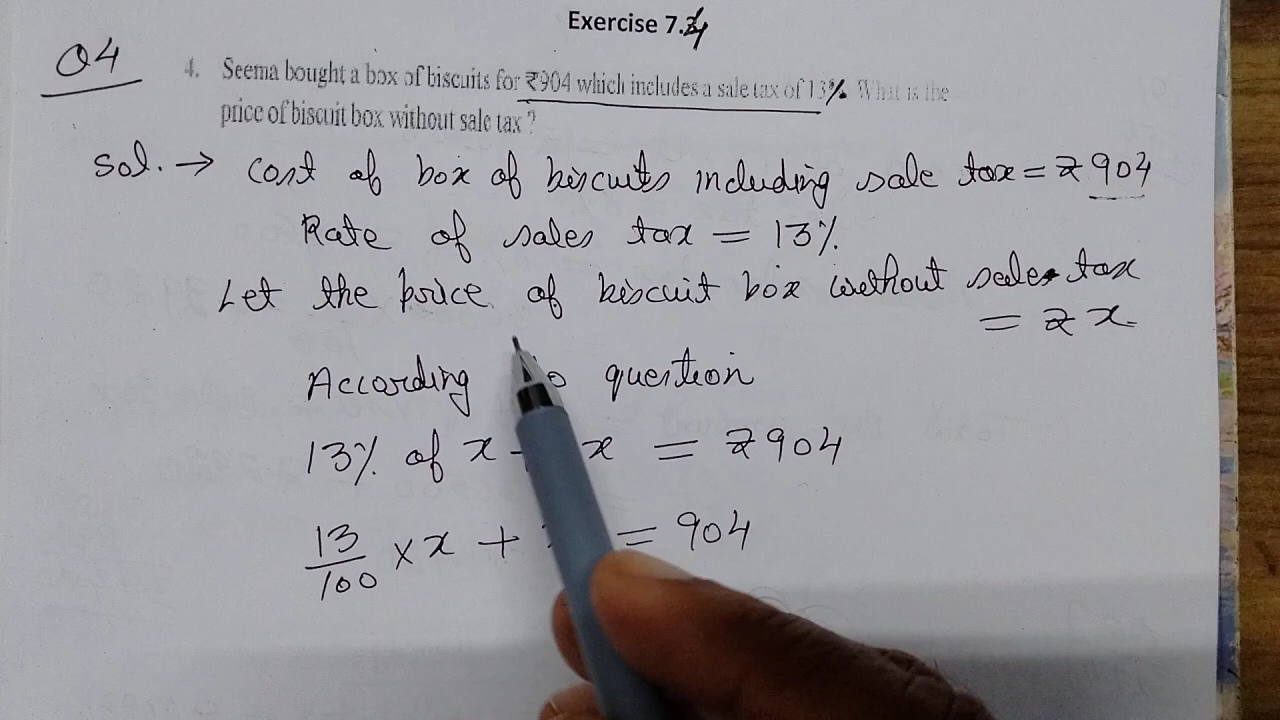 Exercise 7.4
Q4
4. Seema bought a box of biscuits for ₹904 which includes a sale tax of 13%. What is the
price of biscuit box without sale tax ?
Sol. → Cost of box of biscuits including sale tax = ₹904
Rate of sales tax = 13%
Let the price of biscuit box without sale tax
= ₹ x
According to question
13% of x + x = ₹904
13/100 × x + = 904